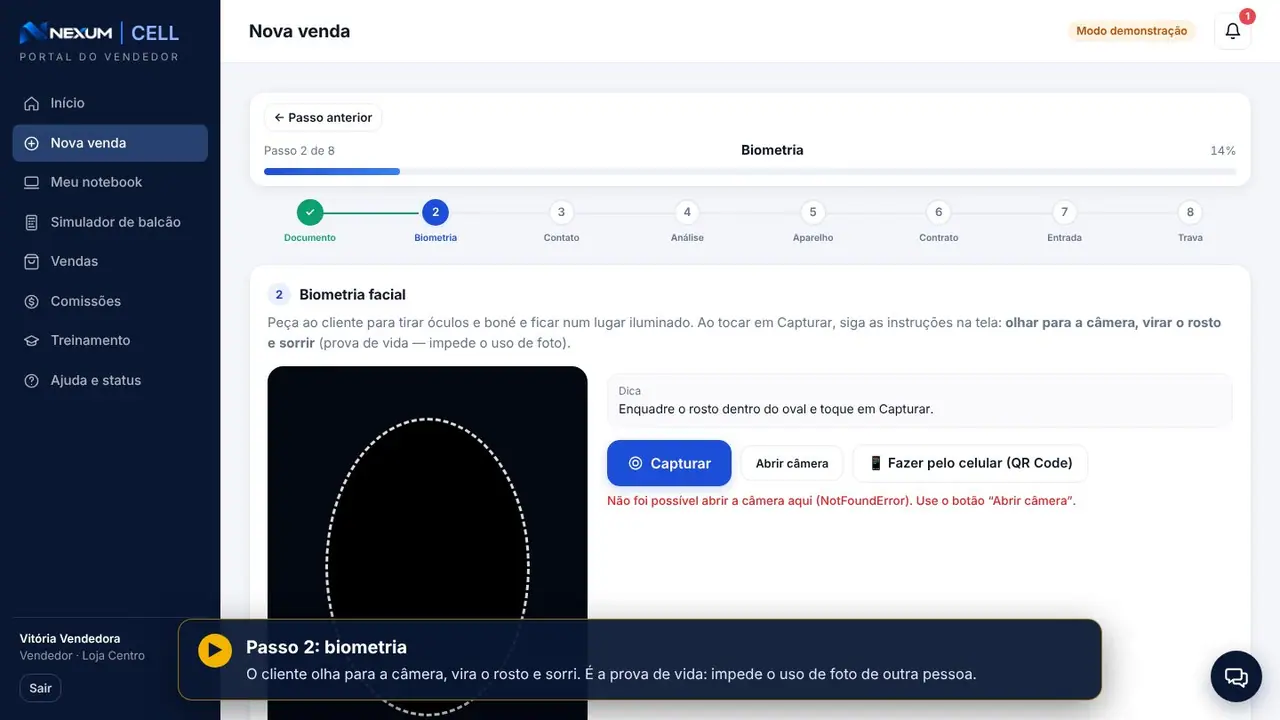 NEXUM | CELL
PORTAL DO VENDEDOR
Início
Nova venda
Meu notebook
Simulador de balcão
Vendas
Comissões
Treinamento
Ajuda e status
Vitória Vendedora
Vendedor · Loja Centro
Sair
Nova venda
Modo demonstração
1
← Passo anterior
Passo 2 de 8
Biometria
14%
2
3
4
5
6
7
8
Documento
Biometria
Contato
Análise
Aparelho
Contrato
Entrada
Trava
2 Biometria facial
Peça ao cliente para tirar óculos e boné e ficar num lugar iluminado. Ao tocar em Capturar, siga as instruções na tela: olhar para a câmera, virar o rosto
e sorrir (prova de vida — impede o uso de foto).
Dica
Enquadre o rosto dentro do oval e toque em Capturar.
Capturar
Abrir câmera
Fazer pelo celular (QR Code)
Não foi possível abrir a câmera aqui (NotFoundError). Use o botão “Abrir câmera”.
Passo 2: biometria
O cliente olha para a câmera, vira o rosto e sorri. É a prova de vida: impede o uso de foto de outra pessoa.